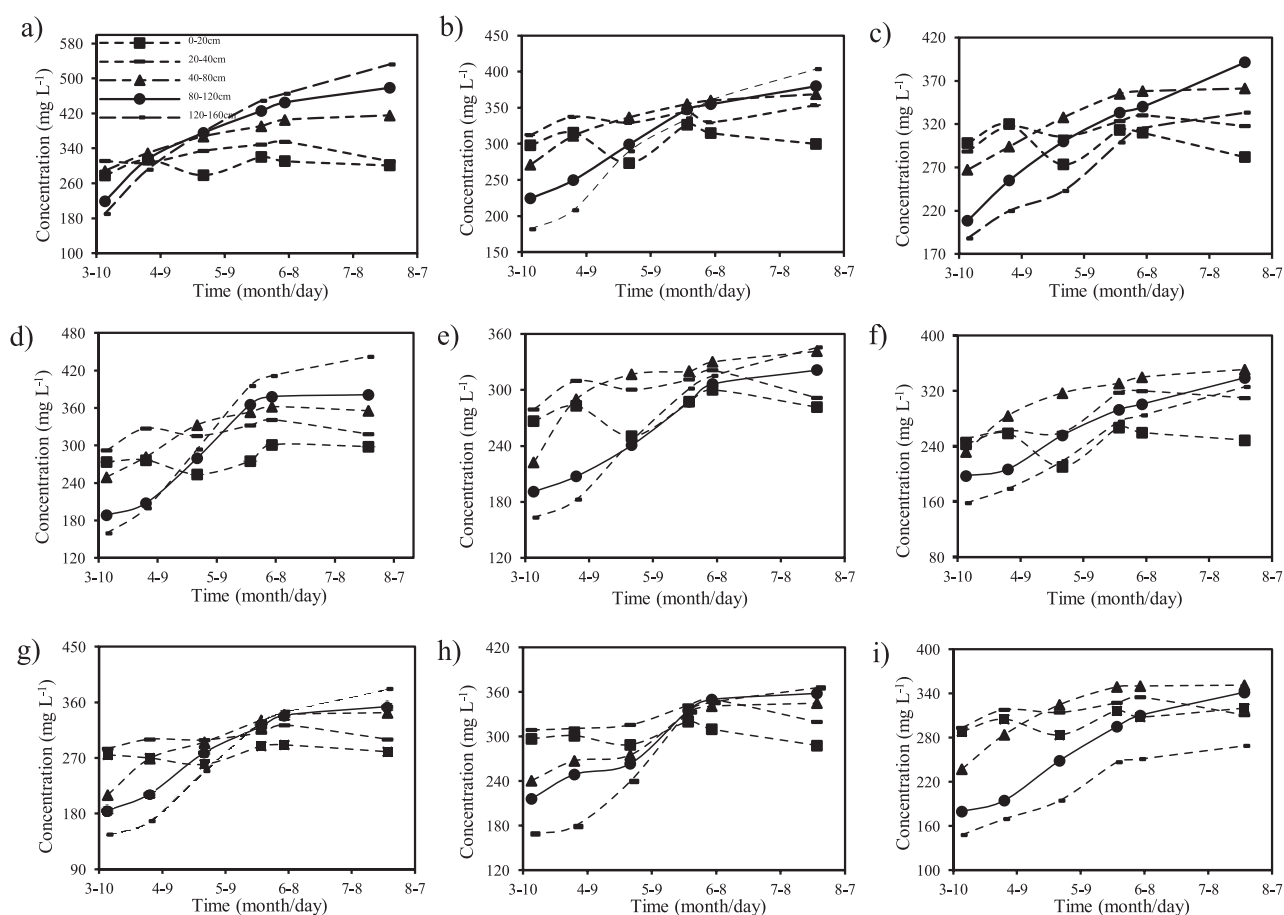 a)
580
500
420
340
260
180
100
Concentration (mg L⁻¹)
0-20cm
20-40cm
40-80cm
80-120cm
120-160cm
3-10 4-9 5-9 6-8 7-8 8-7
Time (month/day)
b)
450
400
350
300
250
200
150
Concentration (mg L⁻¹)
3-10 4-9 5-9 6-8 7-8 8-7
Time (month/day)
c)
420
370
320
270
220
170
Concentration (mg L⁻¹)
3-10 4-9 5-9 6-8 7-8 8-7
Time (month/day)
d)
480
420
360
300
240
180
120
Concentration (mg L⁻¹)
3-10 4-9 5-9 6-8 7-8 8-7
Time (month/day)
e)
360
300
240
180
120
Concentration (mg L⁻¹)
3-10 4-9 5-9 6-8 7-8 8-7
Time (month/day)
f)
400
320
240
160
80
Concentration (mg L⁻¹)
3-10 4-9 5-9 6-8 7-8 8-7
Time (month/day)
g)
450
360
270
180
90
Concentration (mg L⁻¹)
3-10 4-9 5-9 6-8 7-8 8-7
Time (month/day)
h)
420
360
300
240
180
120
Concentration (mg L⁻¹)
3-10 4-9 5-9 6-8 7-8 8-7
Time (month/day)
i)
400
340
280
220
160
100
Concentration (mg L⁻¹)
3-10 4-9 5-9 6-8 7-8 8-7
Time (month/day)